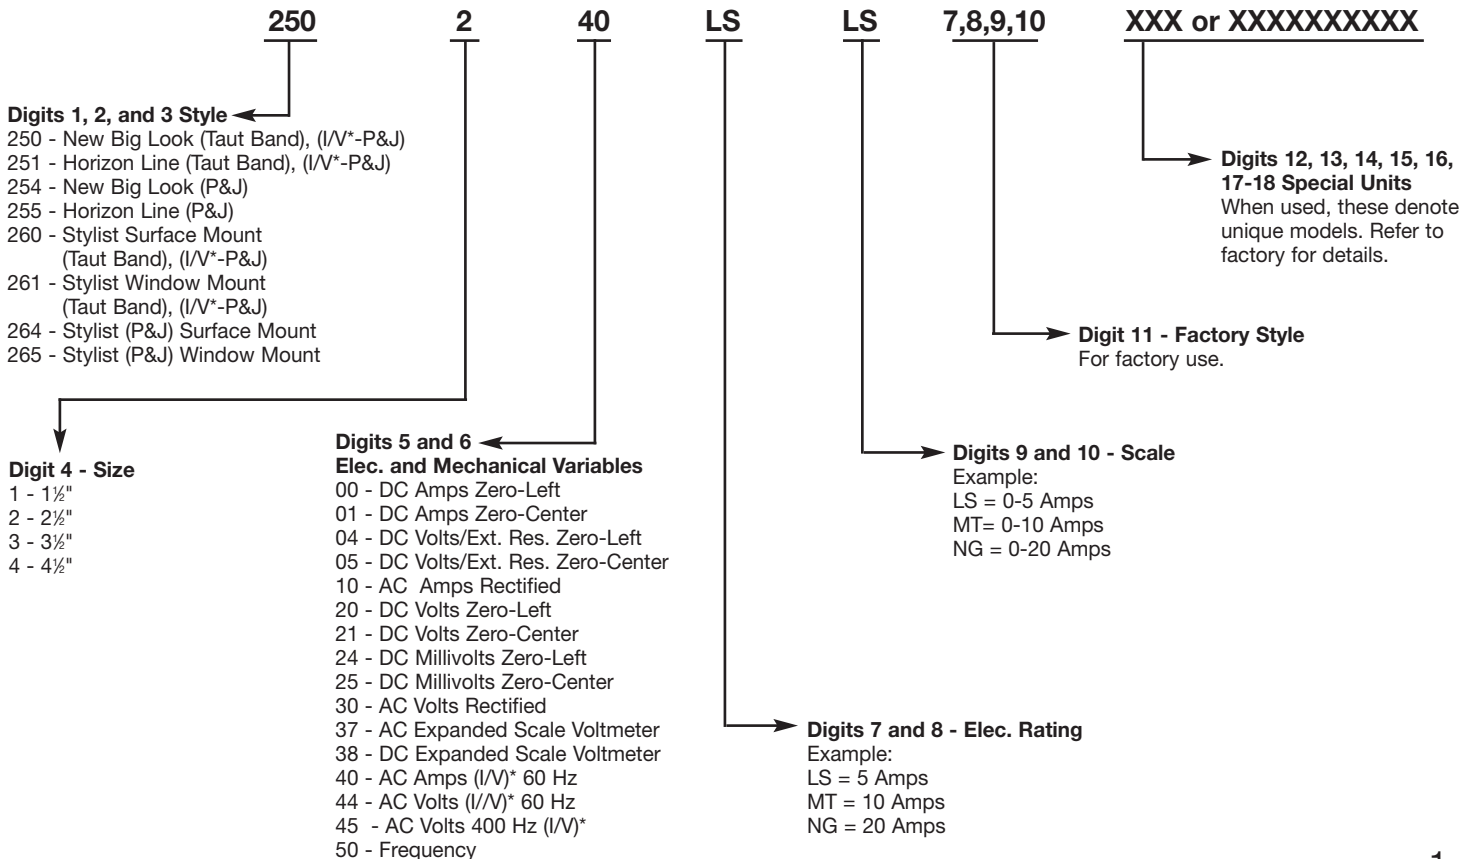 250 2 40 LS LS 7,8,9,10 XXX or XXXXXXXXXX
Digits 1, 2, and 3 Style
250 - New Big Look (Taut Band), (I/V*-P&J)
251 - Horizon Line (Taut Band), (I/V*-P&J)
254 - New Big Look (P&J)
255 - Horizon Line (P&J)
260 - Stylist Surface Mount
(Taut Band), (I/V*-P&J)
261 - Stylist Window Mount
(Taut Band), (I/V*-P&J)
264 - Stylist (P&J) Surface Mount
265 - Stylist (P&J) Window Mount
Digits 12, 13, 14, 15, 16,
17-18 Special Units
When used, these denote
unique models. Refer to
factory for details.
Digit 11 - Factory Style
For factory use.
Digit 4 - Size
1 - 1½"
2 - 2½"
3 - 3½"
4 - 4½"
Digits 5 and 6
Elec. and Mechanical Variables
00 - DC Amps Zero-Left
01 - DC Amps Zero-Center
04 - DC Volts/Ext. Res. Zero-Left
05 - DC Volts/Ext. Res. Zero-Center
10 - AC Amps Rectified
20 - DC Volts Zero-Left
21 - DC Volts Zero-Center
24 - DC Millivolts Zero-Left
25 - DC Millivolts Zero-Center
30 - AC Volts Rectified
37 - AC Expanded Scale Voltmeter
38 - DC Expanded Scale Voltmeter
40 - AC Amps (I/V)* 60 Hz
44 - AC Volts (I//V)* 60 Hz
45 - AC Volts 400 Hz (I/V)*
50 - Frequency
Digits 9 and 10 - Scale
Example:
LS = 0-5 Amps
MT= 0-10 Amps
NG = 0-20 Amps
Digits 7 and 8 - Elec. Rating
Example:
LS = 5 Amps
MT = 10 Amps
NG = 20 Amps